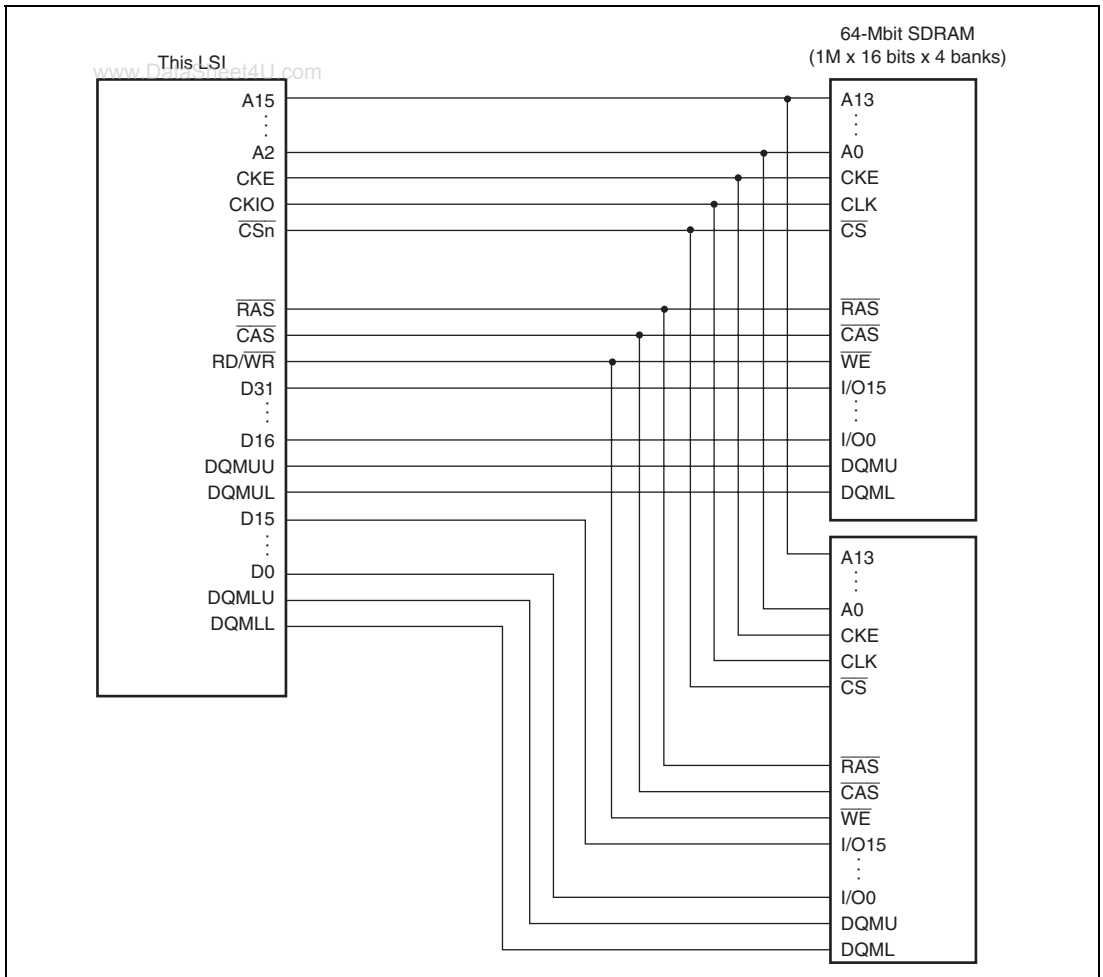 64-Mbit SDRAM
(1M x 16 bits x 4 banks)
This LSI
www.DataSheet4U.com
A15
A2
CKE
CKIO
CSn
RAS
CAS
RD/WR
D31
D16
DQMUU
DQMUL
D15
D0
DQMLU
DQMLL
A13
A0
CKE
CLK
CS
RAS
CAS
WE
I/O15
I/O0
DQMU
DQML
A13
A0
CKE
CLK
CS
RAS
CAS
WE
I/O15
I/O0
DQMU
DQML